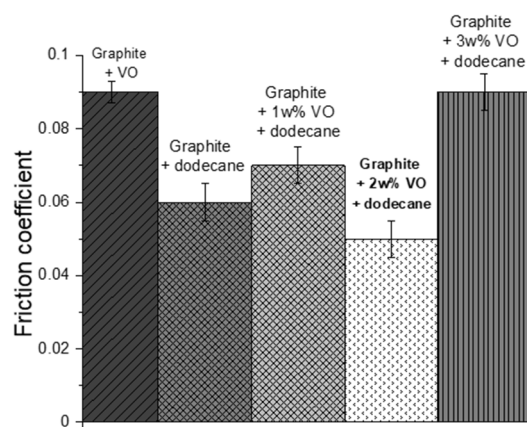 Friction coefficient
0.1
0.08
0.06
0.04
0.02
0
Graphite
+ VO
Graphite
+ dodecane
Graphite
+ 1w% VO
+ dodecane
Graphite
+ 2w% VO
+ dodecane
Graphite
+ 3w% VO
+ dodecane